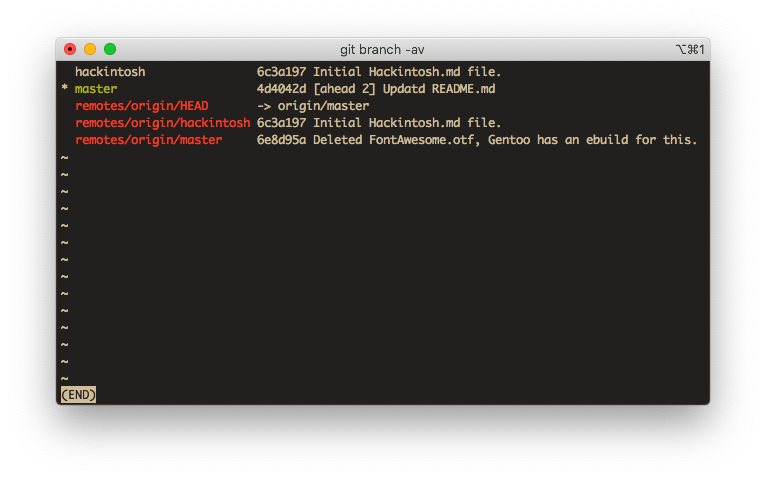 git branch -av ⌥⌘1
hackintosh 6c3a197 Initial Hackintosh.md file.
* master 4d4042d [ahead 2] Updatd README.md
remotes/origin/HEAD -> origin/master
remotes/origin/hackintosh 6c3a197 Initial Hackintosh.md file.
remotes/origin/master 6e8d95a Deleted FontAwesome.otf, Gentoo has an ebuild for this.
~
~
~
~
~
~
~
~
~
~
~
~
~
~
(END)